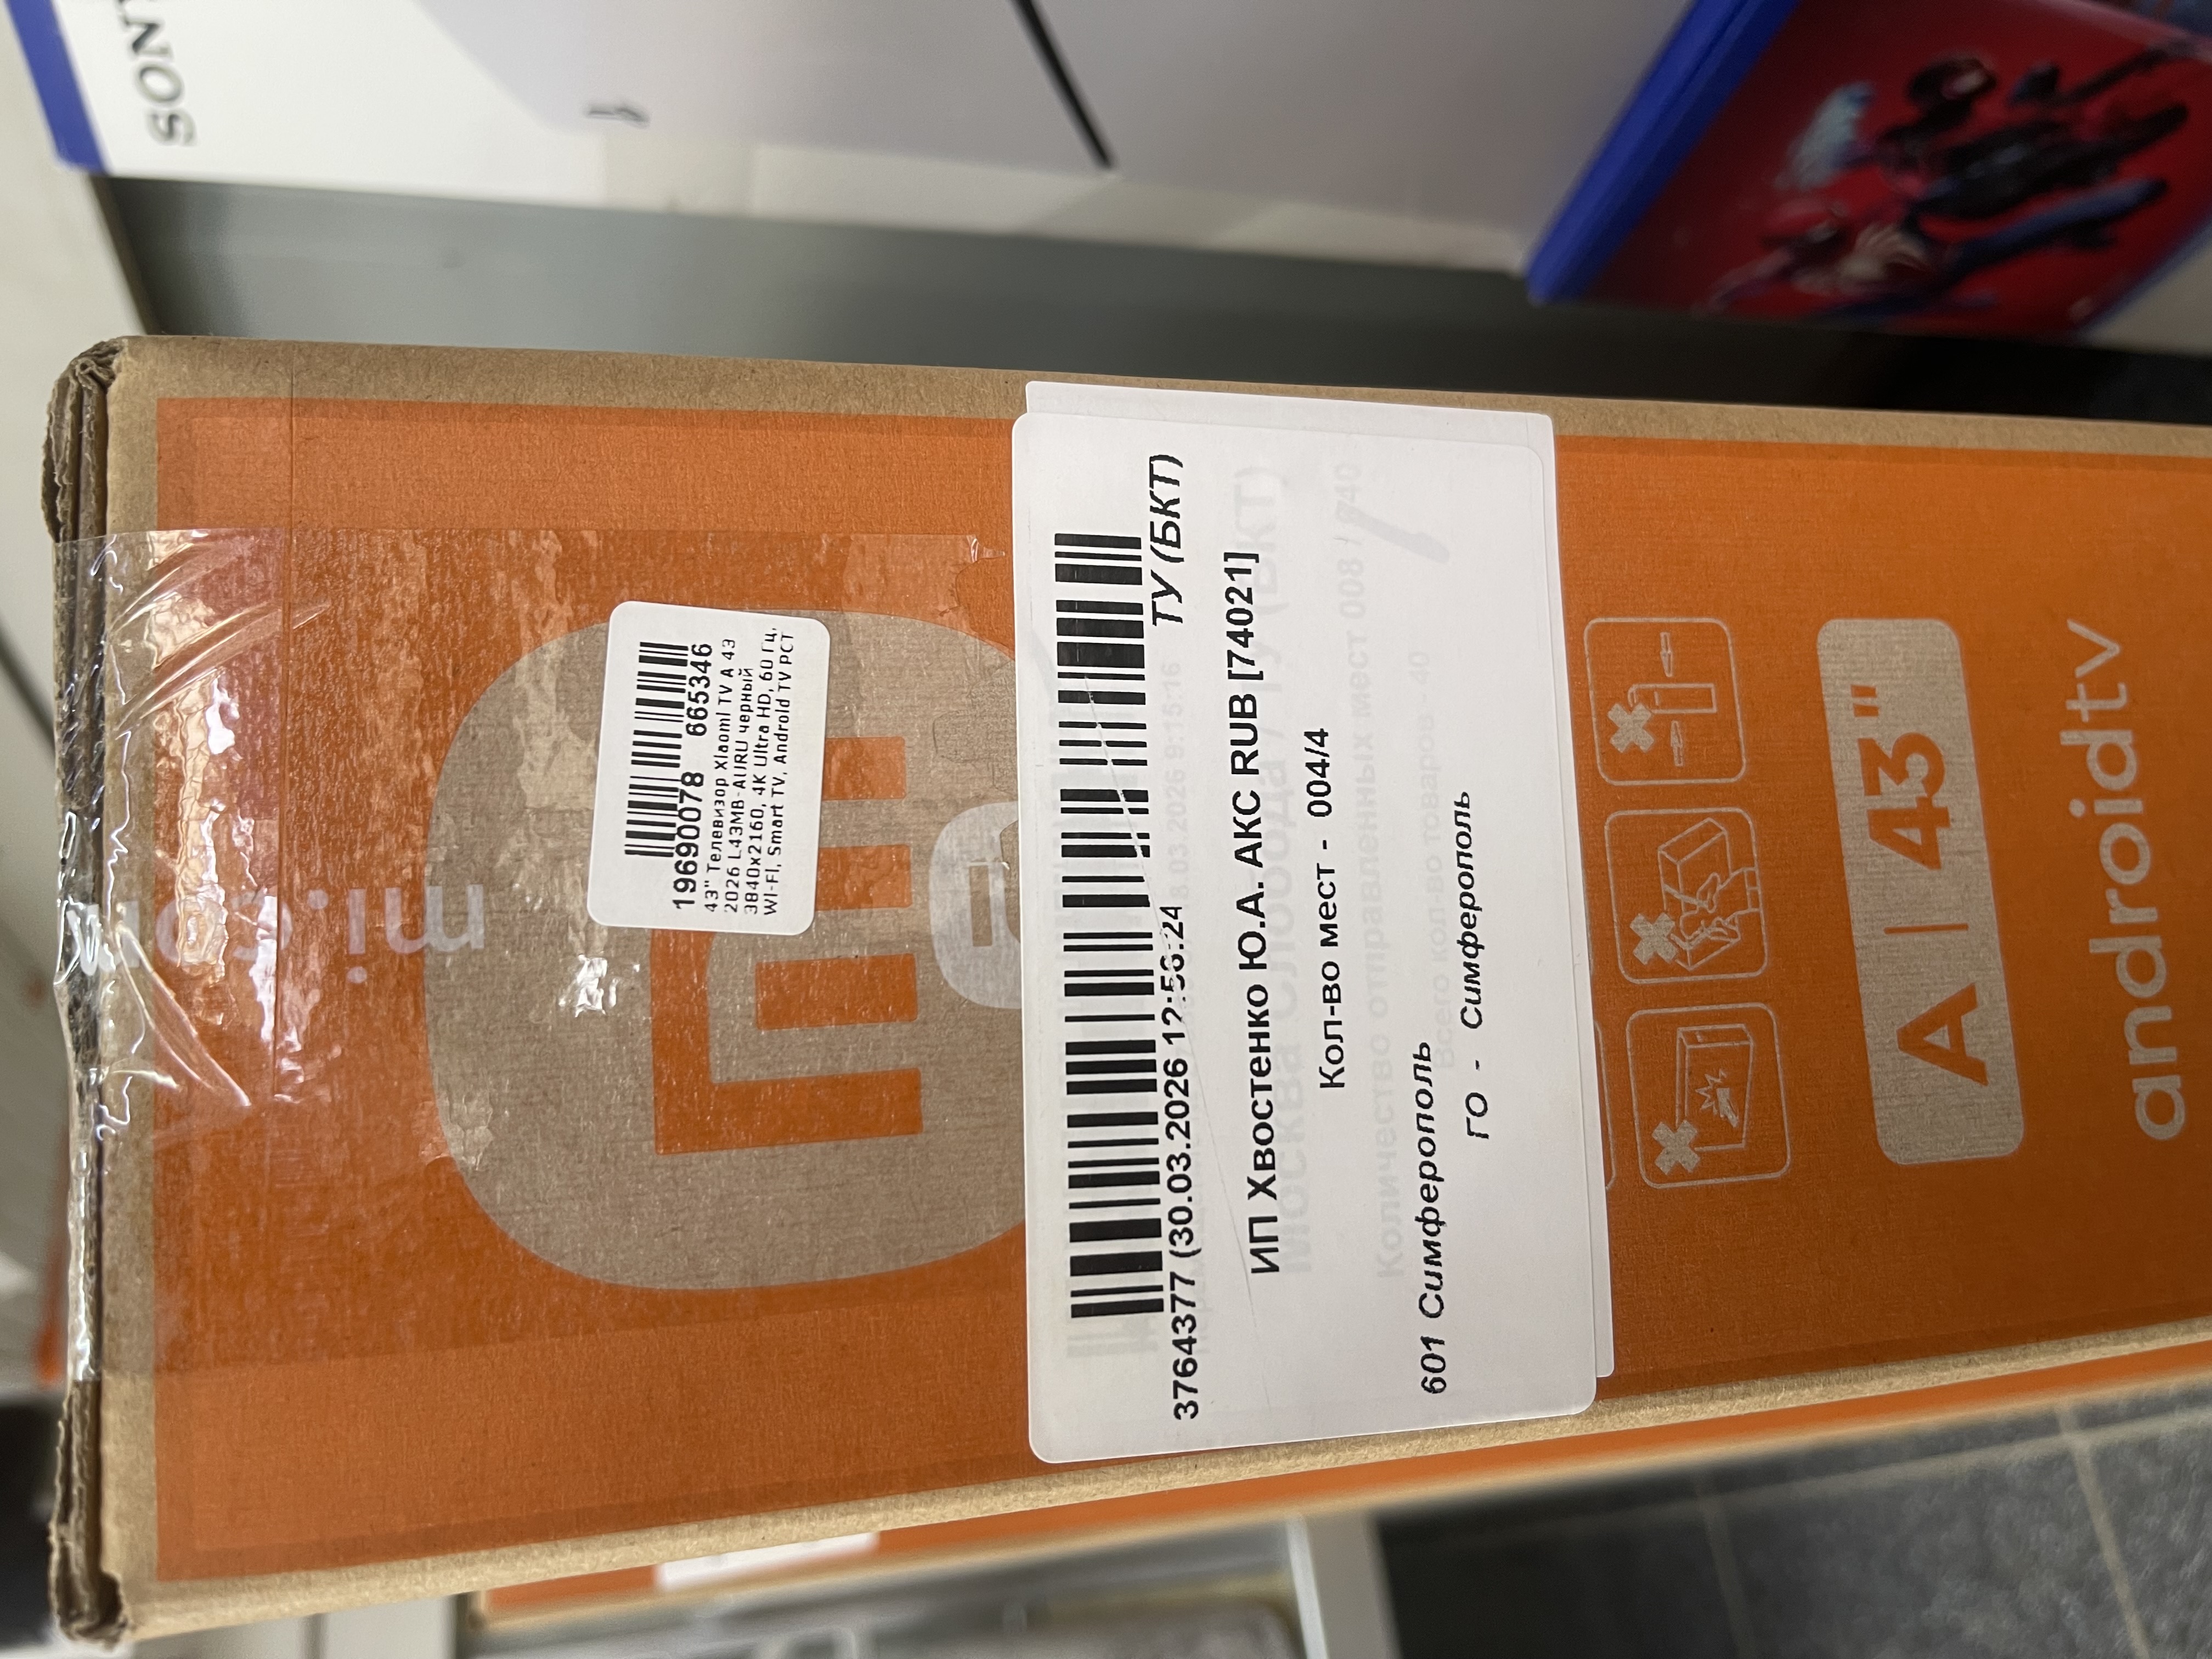 SONY
mi.com
19690078 665346
43" Телевизор Xiaomi TV A 43
2026 L43MB-AURU черный
3840x2160, 4K Ultra HD, 60 Гц,
WI-FI, Smart TV, Android TV РСТ
ТУ (БКТ)
3764377 (30.03.2026 12:56:24
ИП Хвостенко Ю.А. АКС RUB [74021]
Кол-во мест - 004/4
601 Симферополь
ГО - Симферополь
A | 43"
androidtv